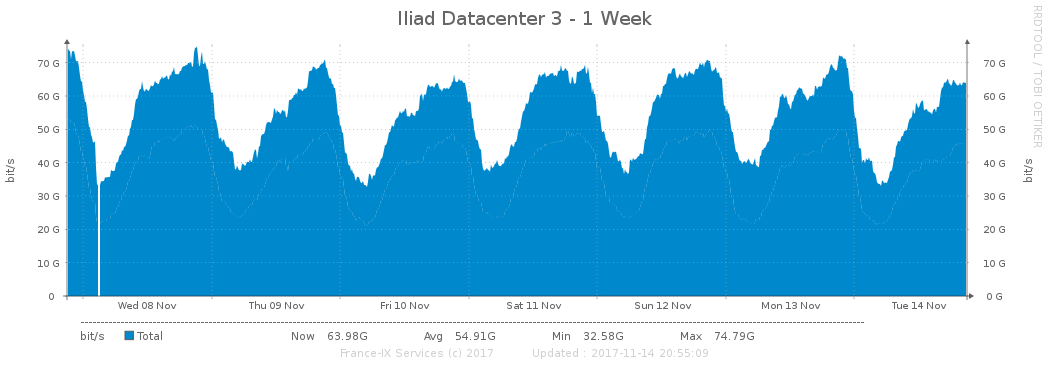 Iliad Datacenter 3 - 1 Week
RRDTOOL / TOBI OETIKER
bit/s
70 G
60 G
50 G
40 G
30 G
20 G
10 G
0
70 G
60 G
50 G
40 G
30 G
20 G
10 G
0 G
bit/s
Wed 08 Nov Thu 09 Nov Fri 10 Nov Sat 11 Nov Sun 12 Nov Mon 13 Nov Tue 14 Nov
bit/s Total Now 63.98G Avg 54.91G Min 32.58G Max 74.79G
France-IX Services (c) 2017 Updated : 2017-11-14 20:55:09